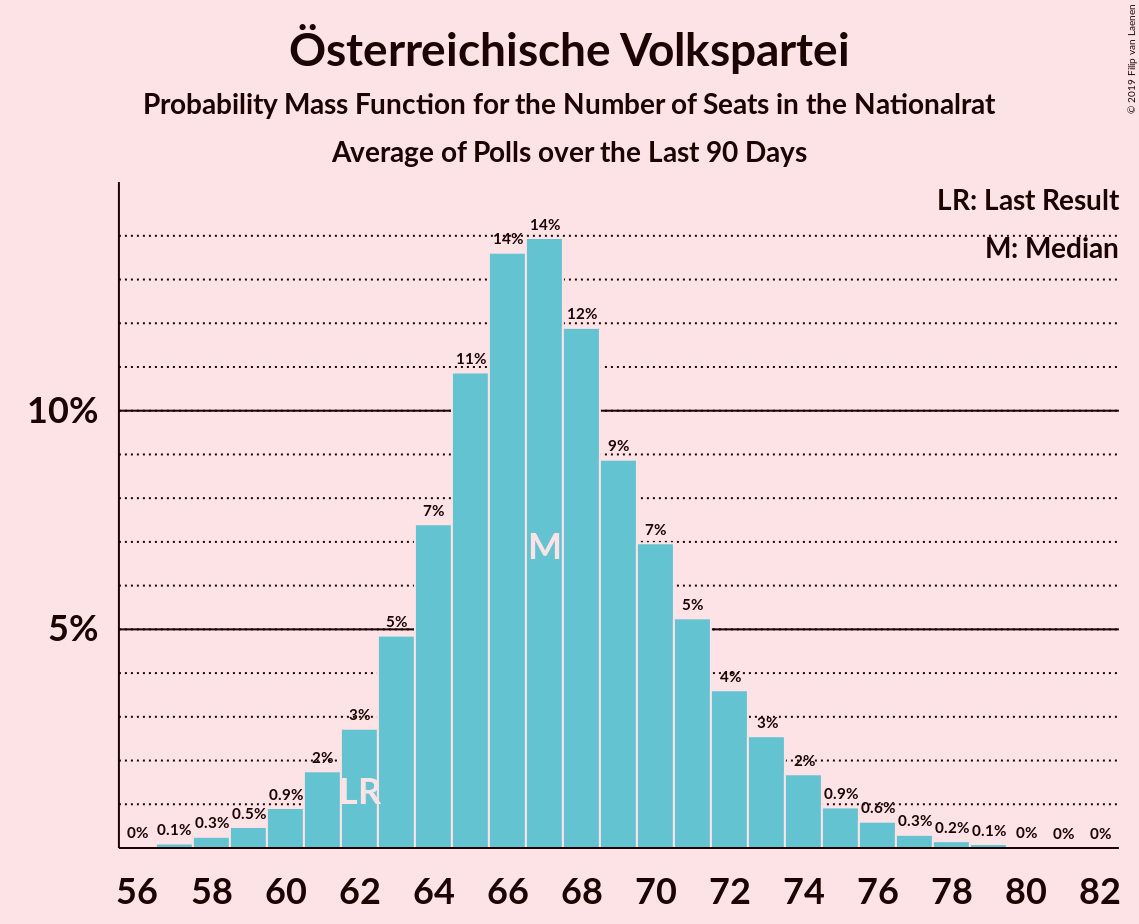 Österreichische Volkspartei
Probability Mass Function for the Number of Seats in the Nationalrat
Average of Polls over the Last 90 Days
© 2019 Filip van Laenen
LR: Last Result
M: Median
10%
5%
0% 0.1% 0.3% 0.5% 0.9% 2% 3% 5% 7% 11% 14% 14% 12% 9% 7% 5% 4% 3% 2% 0.9% 0.6% 0.3% 0.2% 0.1% 0% 0% 0%
M
LR
56 58 60 62 64 66 68 70 72 74 76 78 80 82